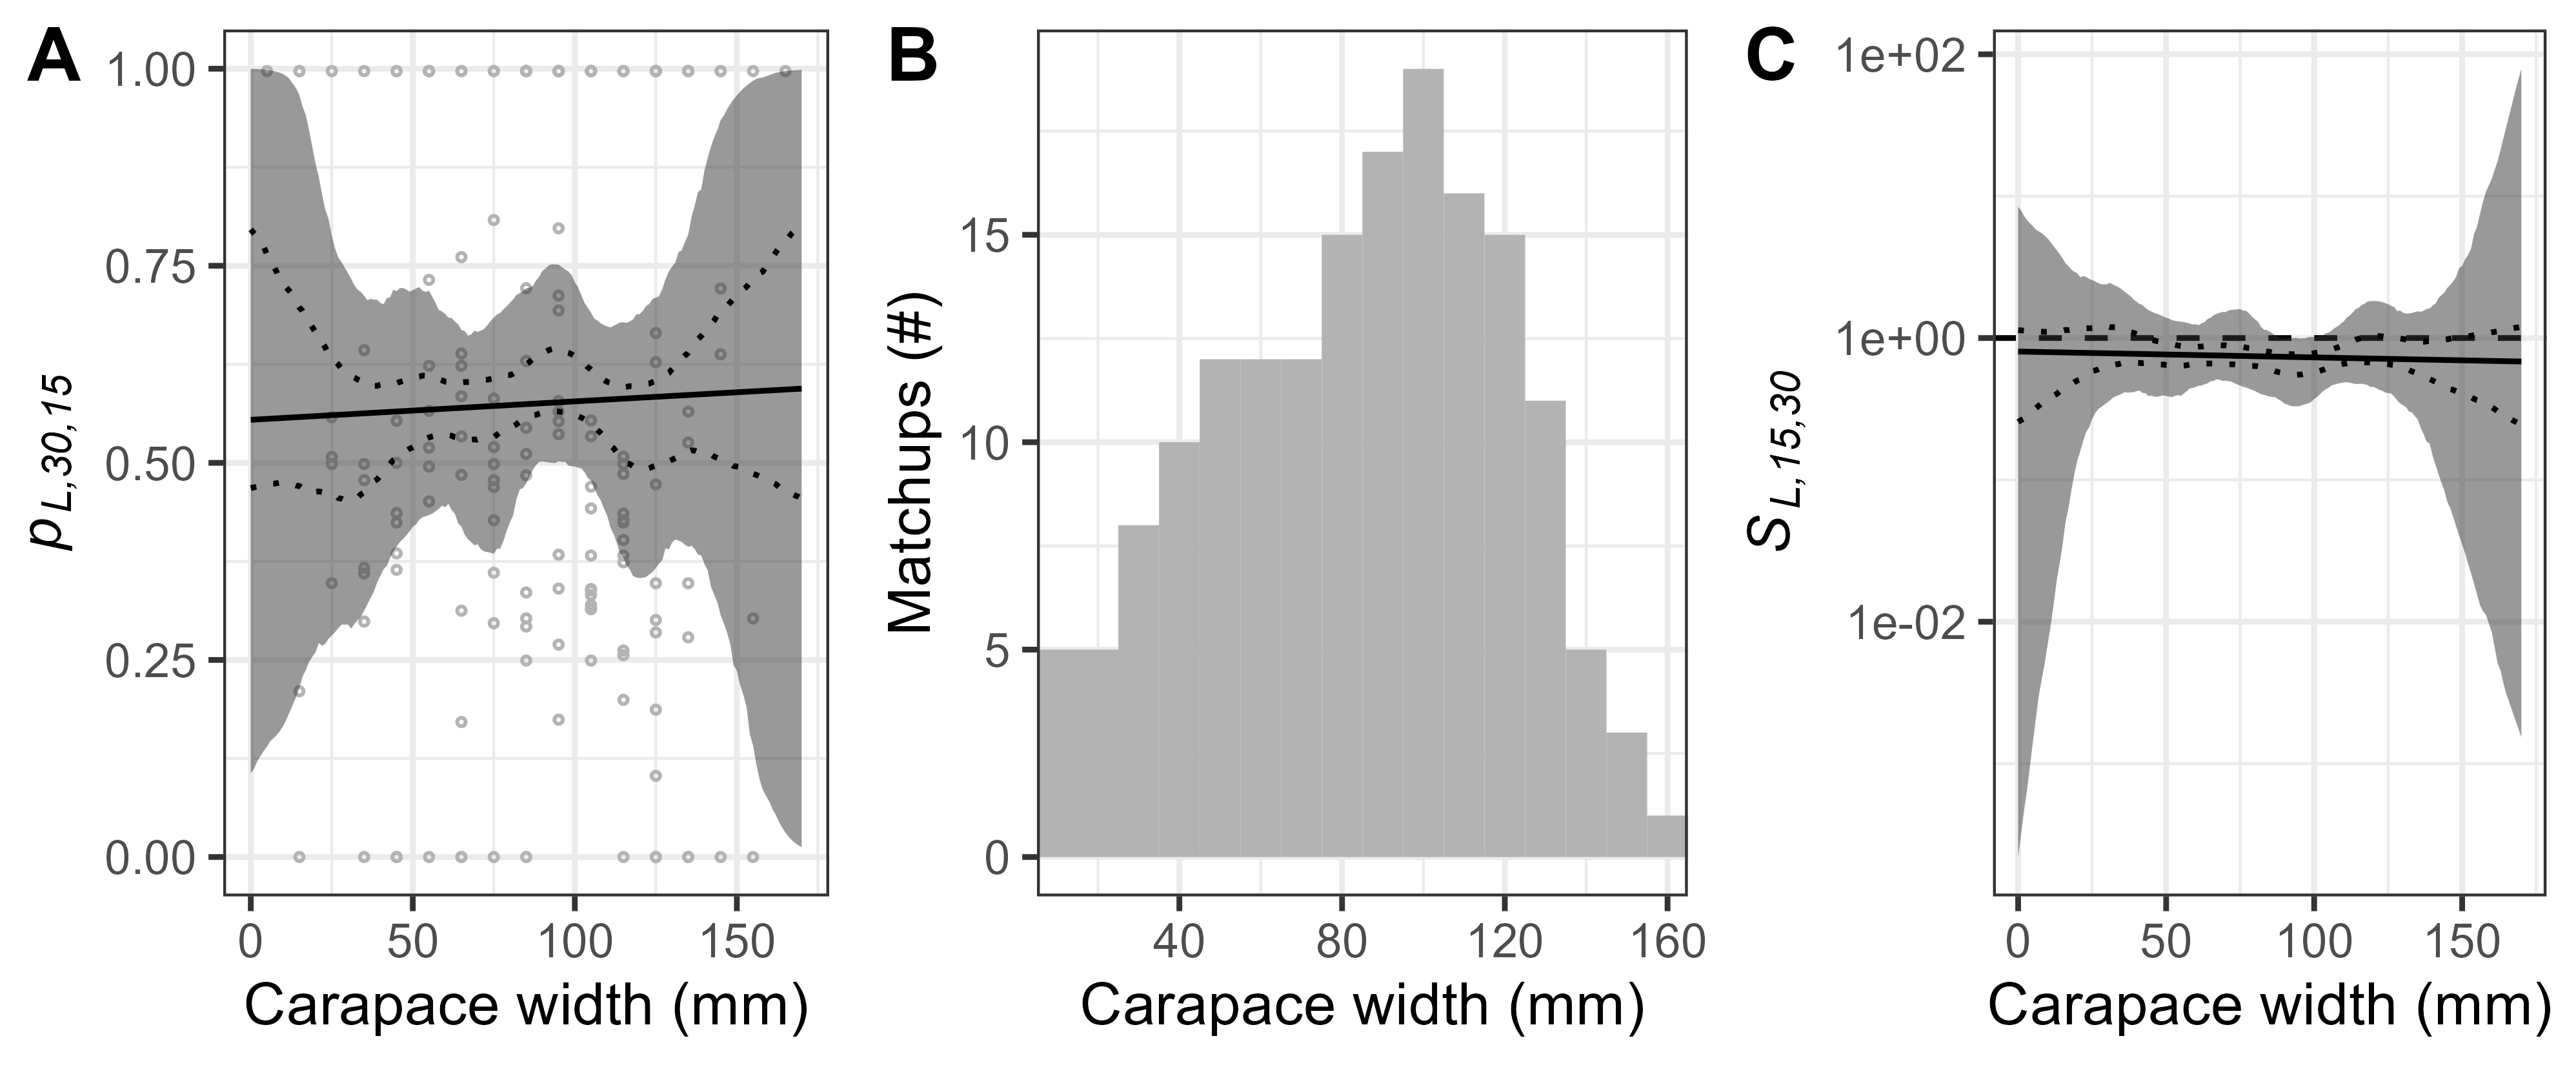 A
1.00
0.75
0.50
0.25
0.00
p L,30,15
0 50 100 150
Carapace width (mm)
B
15
10
5
0
Matchups (#)
40 80 120 160
Carapace width (mm)
C
1e+02
1e+00
1e-02
S L,15,30
0 50 100 150
Carapace width (mm)